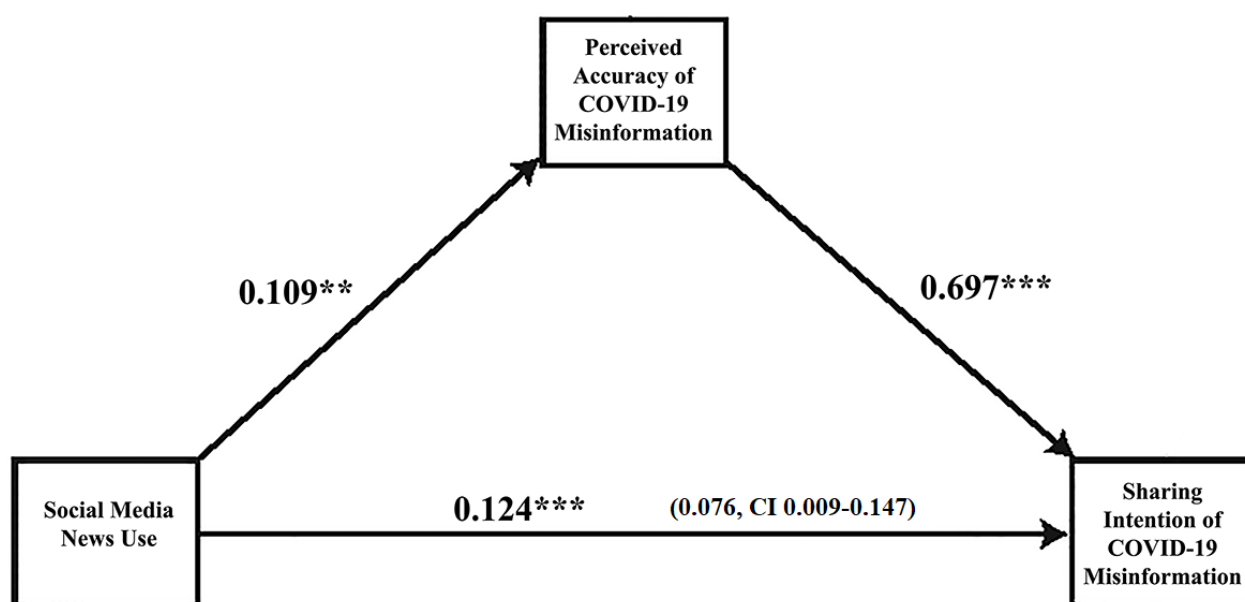 Perceived
Accuracy of
COVID-19
Misinformation
0.109**
0.697***
Social Media
News Use
0.124***
(0.076, CI 0.009-0.147)
Sharing
Intention of
COVID-19
Misinformation